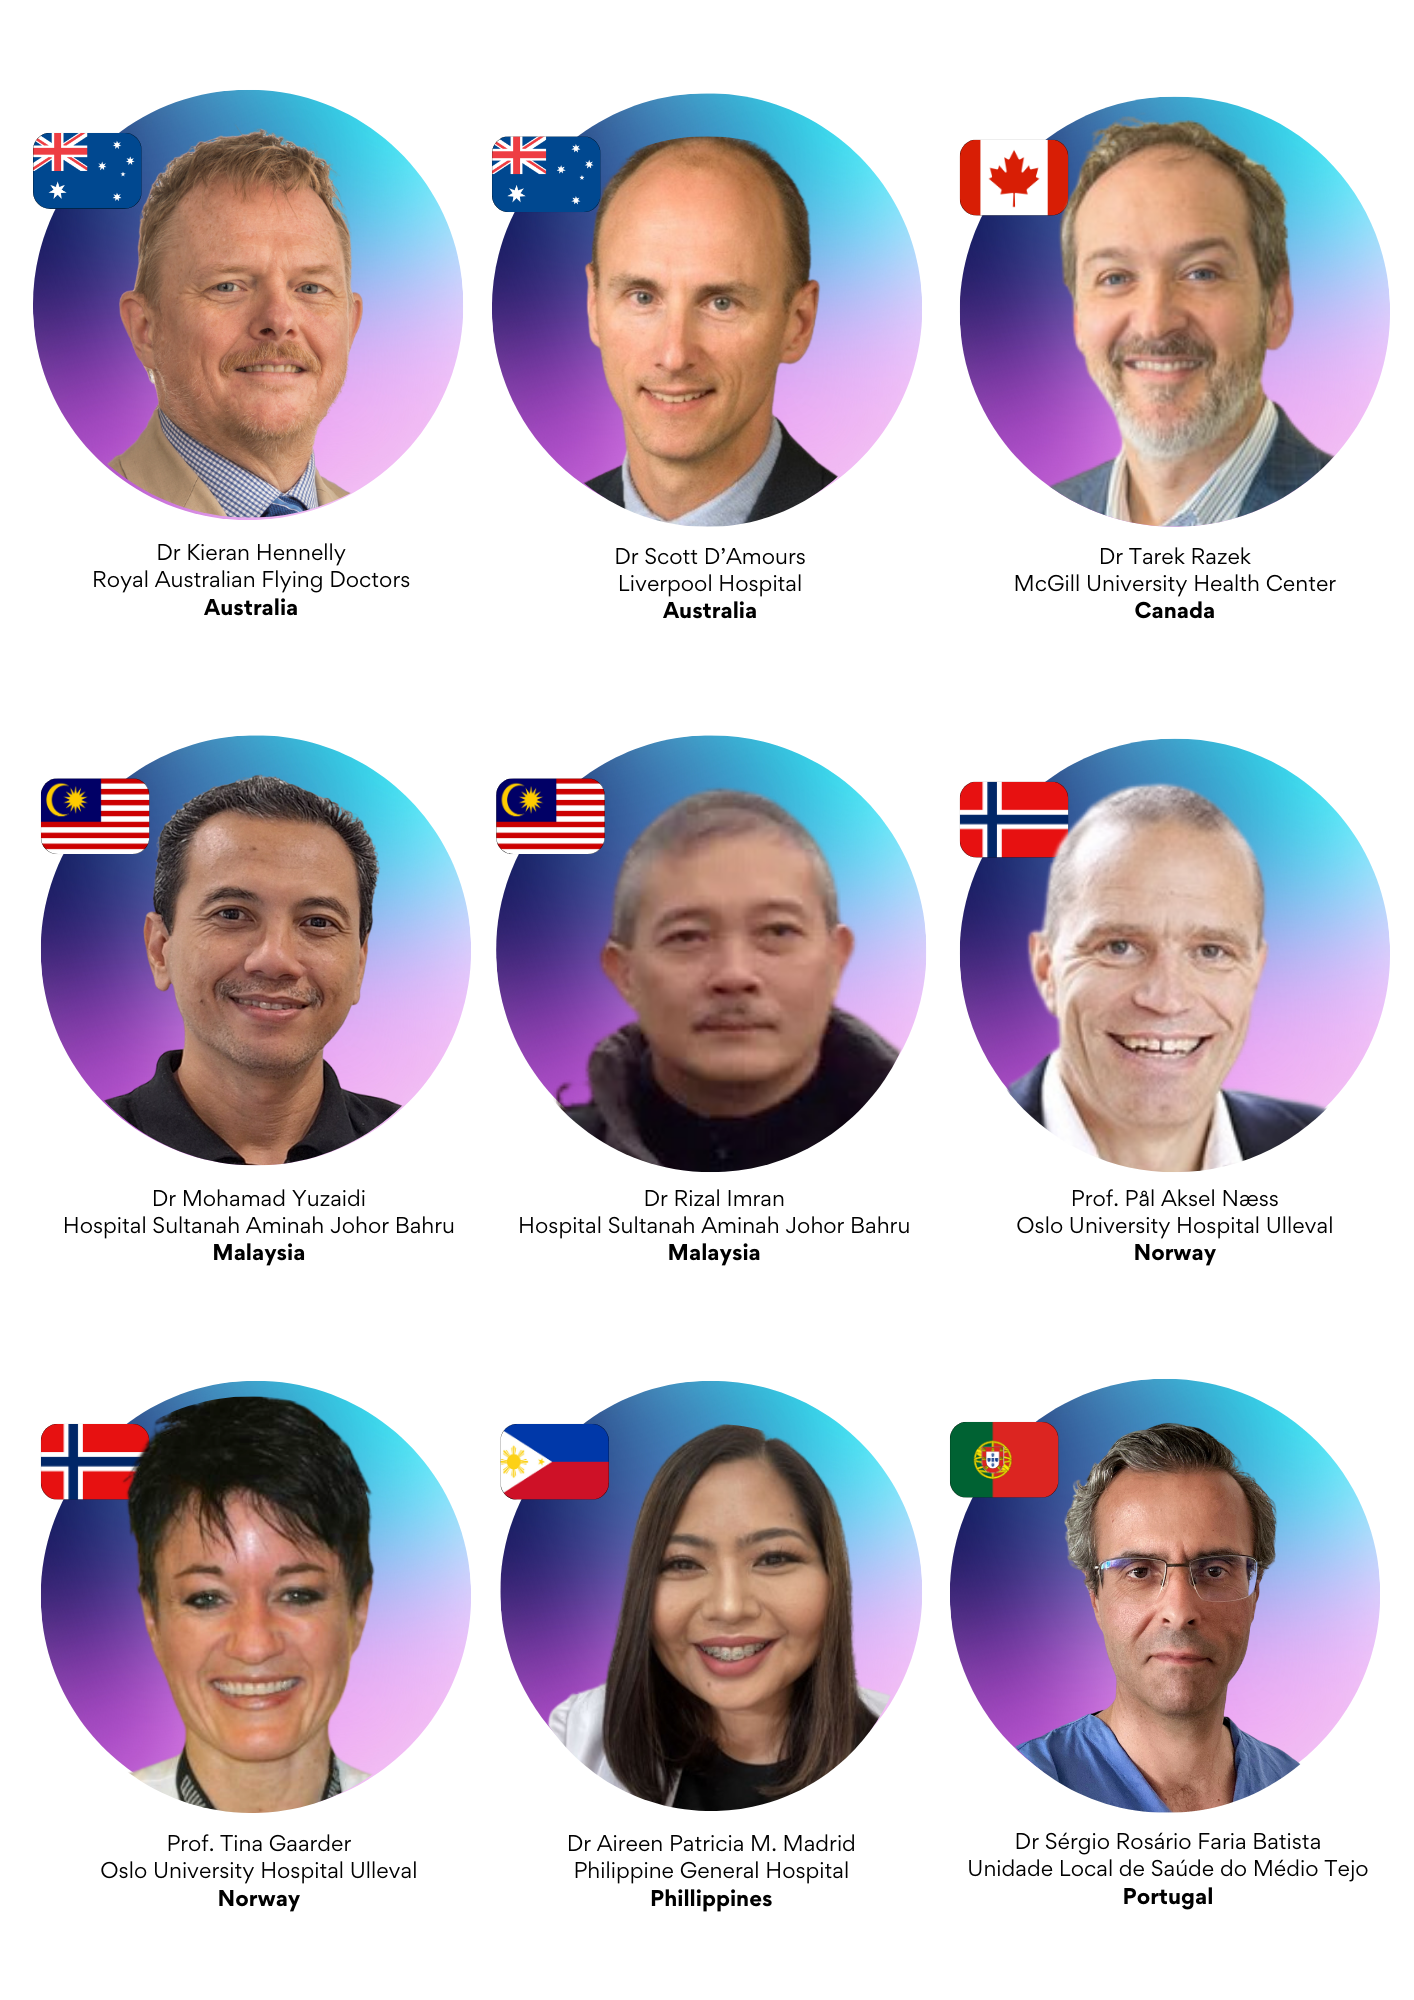 Dr Kieran Hennelly
Royal Australian Flying Doctors
Australia
Dr Scott D’Amours
Liverpool Hospital
Australia
Dr Tarek Razek
McGill University Health Center
Canada
Dr Mohamad Yuzaidi
Hospital Sultanah Aminah Johor Bahru
Malaysia
Dr Rizal Imran
Hospital Sultanah Aminah Johor Bahru
Malaysia
Prof. Pål Aksel Næss
Oslo University Hospital Ulleval
Norway
Prof. Tina Gaarder
Oslo University Hospital Ulleval
Norway
Dr Aireen Patricia M. Madrid
Philippine General Hospital
Phillippines
Dr Sérgio Rosário Faria Batista
Unidade Local de Saúde do Médio Tejo
Portugal